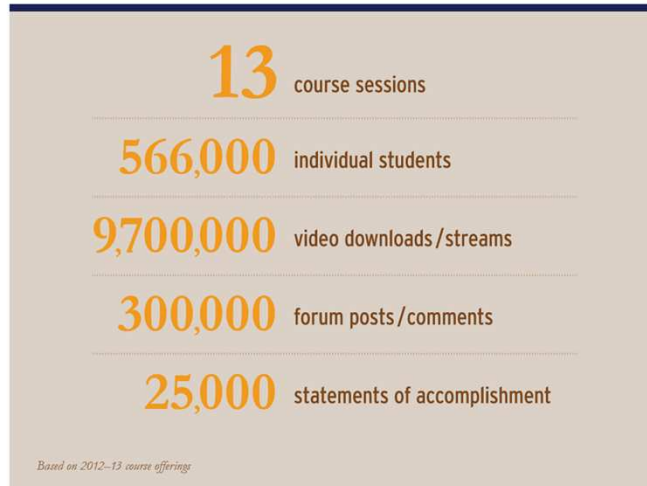 13 course sessions
566,000 individual students
9,700,000 video downloads/streams
300,000 forum posts/comments
25,000 statements of accomplishment
Based on 2012–13 course offerings